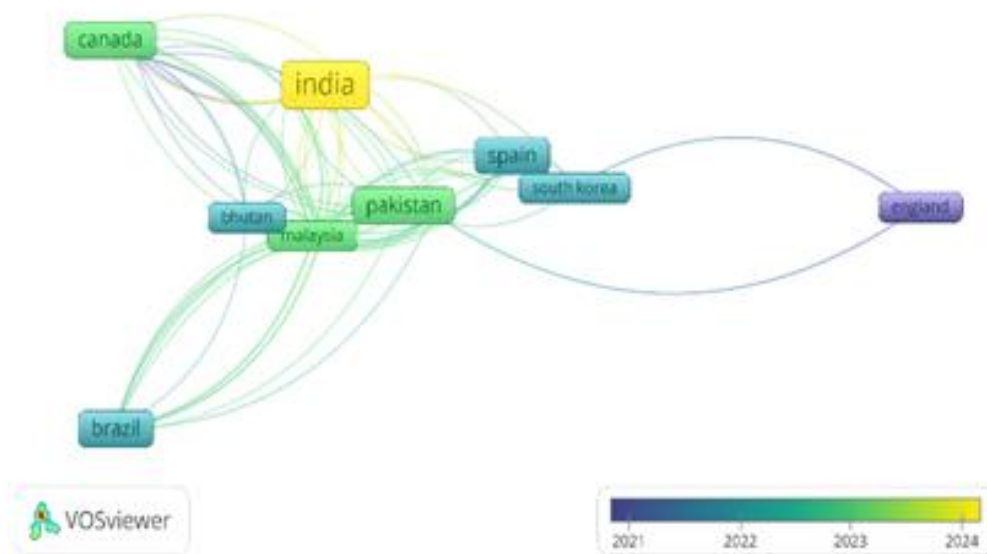 canada
india
spain
south korea
pakistan
england
bhutan
malaysia
brazil
VOSviewer
2021 2022 2023 2024